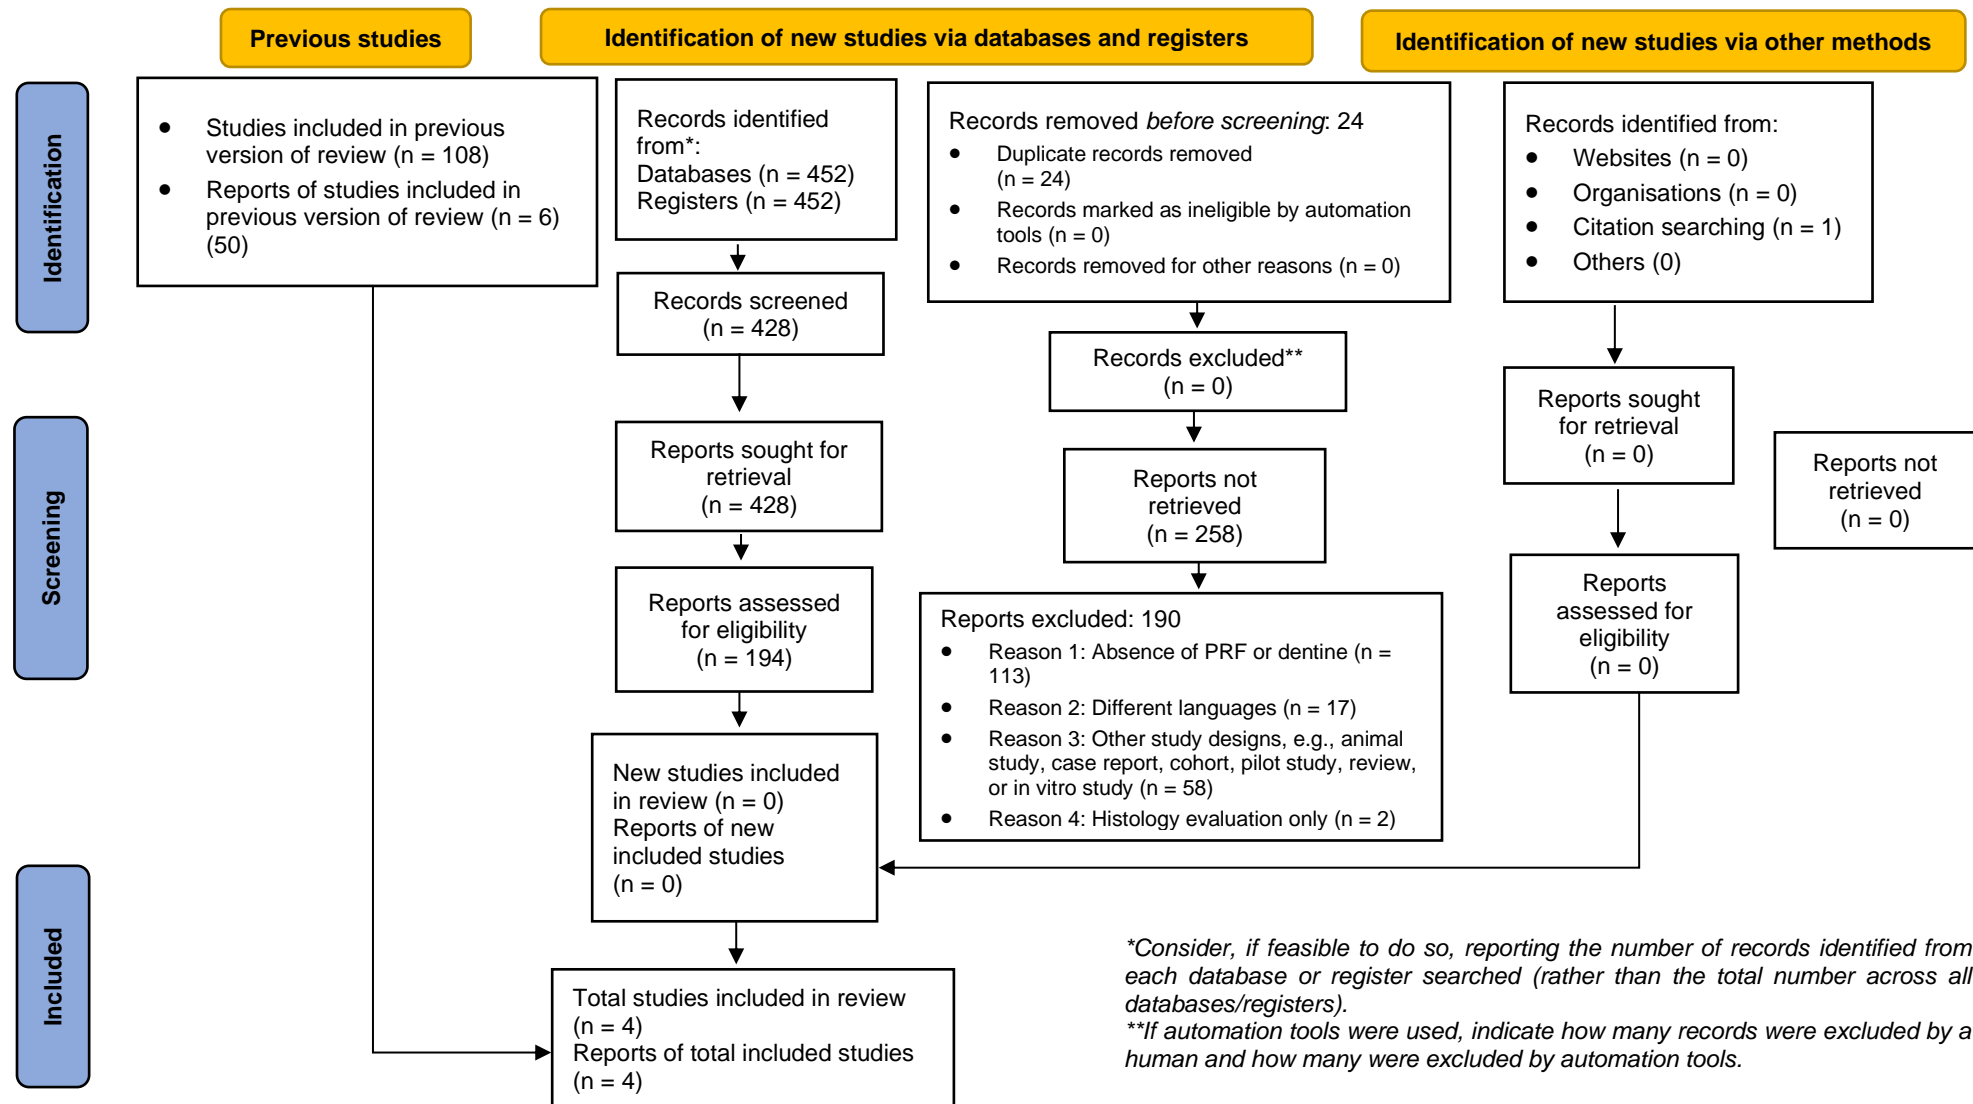 Previous studies
Identification of new studies via databases and registers
Identification of new studies via other methods
Identification
• Studies included in previous
version of review (n = 108)
• Reports of studies included in
previous version of review (n = 6)
(50)
Records identified
from*:
Databases (n = 452)
Registers (n = 452)
Records removed before screening: 24
• Duplicate records removed
(n = 24)
• Records marked as ineligible by automation
tools (n = 0)
• Records removed for other reasons (n = 0)
Records identified from:
• Websites (n = 0)
• Organisations (n = 0)
• Citation searching (n = 1)
• Others (0)
Records screened
(n = 428)
Records excluded**
(n = 0)
Screening
Reports sought for
retrieval
(n = 428)
Reports not
retrieved
(n = 258)
Reports sought
for retrieval
(n = 0)
Reports not
retrieved
(n = 0)
Reports assessed
for eligibility
(n = 194)
Reports excluded: 190
• Reason 1: Absence of PRF or dentine (n =
113)
• Reason 2: Different languages (n = 17)
• Reason 3: Other study designs, e.g., animal
study, case report, cohort, pilot study, review,
or in vitro study (n = 58)
• Reason 4: Histology evaluation only (n = 2)
Reports
assessed for
eligibility
(n = 0)
New studies included
in review (n = 0)
Reports of new
included studies
(n = 0)
Included
Total studies included in review
(n = 4)
Reports of total included studies
(n = 4)
*Consider, if feasible to do so, reporting the number of records identified from
each database or register searched (rather than the total number across all
databases/registers).
**If automation tools were used, indicate how many records were excluded by a
human and how many were excluded by automation tools.